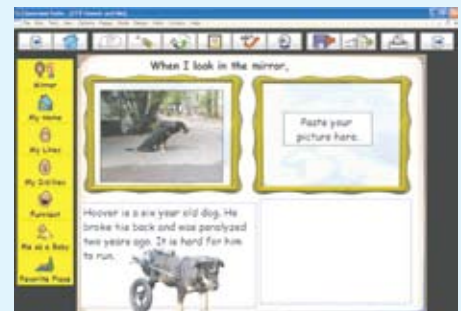 When I look in the mirror,
Mirror
My Home
My Likes
My Dislikes
Funniest
Me as a Baby
Favorite Place
Paste your
picture here.
Hoover is a six year old dog. He
broke his back and was paralyzed
two years ago. It is hard for him
to run.